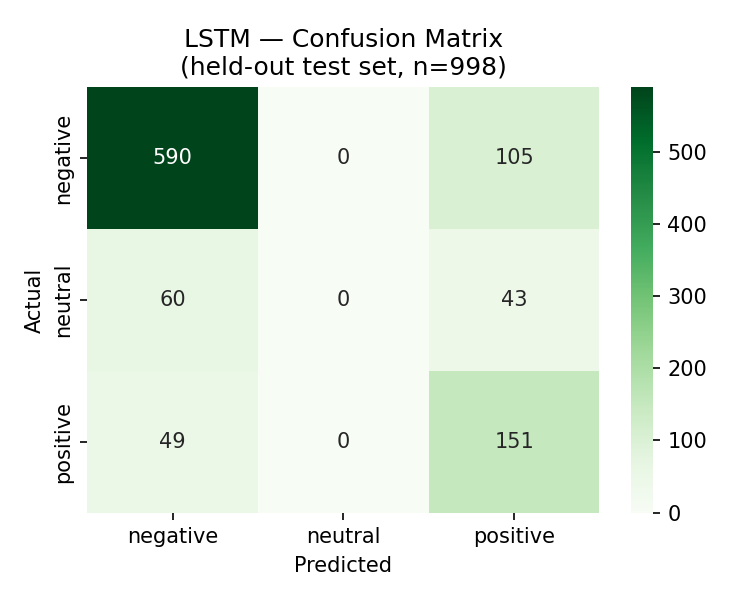 LSTM — Confusion Matrix
(held-out test set, n=998)
Actual
negative
590
0
105
neutral
60
0
43
positive
49
0
151
negative
neutral
positive
Predicted
500
400
300
200
100
0